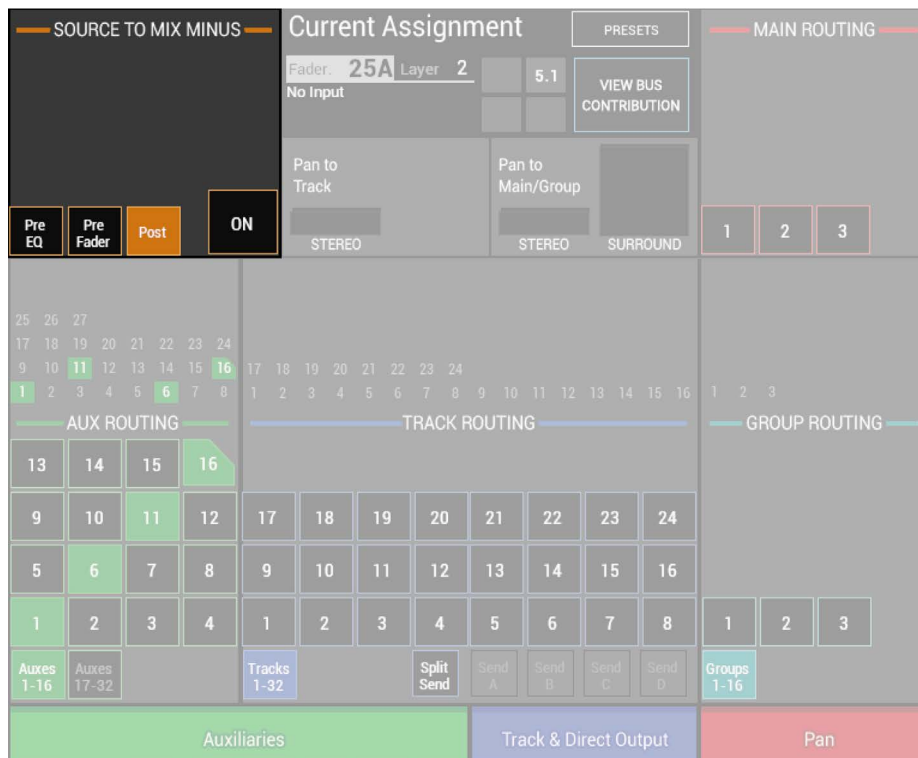 SOURCE TO MIX MINUS
Pre EQ
Pre Fader
Post
ON
Current Assignment
PRESETS
Fader. 25A Layer 2
No Input
5.1
VIEW BUS CONTRIBUTION
Pan to Track
STEREO
Pan to Main/Group
STEREO
SURROUND
MAIN ROUTING
1 2 3
25 26 27
17 18 19 20 21 22 23 24
9 10 11 12 13 14 15 16
1 2 3 4 5 6 7 8
AUX ROUTING
13 14 15 16
9 10 11 12
5 6 7 8
1 2 3 4
Auxes 1-16
Auxes 17-32
17 18 19 20 21 22 23 24
1 2 3 4 5 6 7 8 9 10 11 12 13 14 15 16
TRACK ROUTING
17 18 19 20 21 22 23 24
9 10 11 12 13 14 15 16
1 2 3 4 5 6 7 8
Tracks 1-32
Split Send
Send A
Send B
Send C
Send D
1 2 3
GROUP ROUTING
1 2 3
Groups 1-16
Auxiliaries
Track & Direct Output
Pan